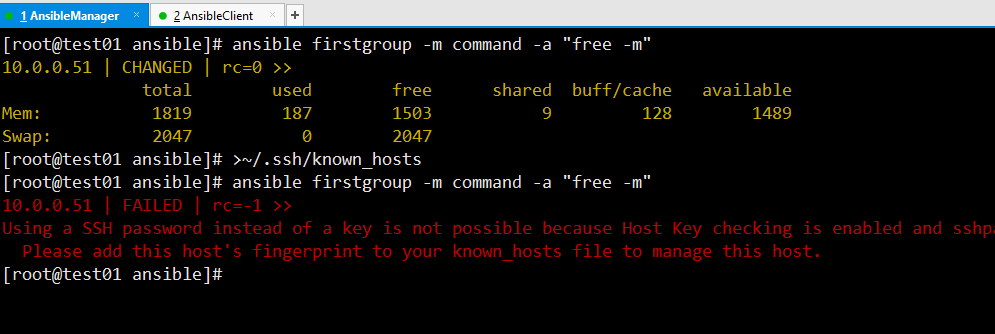 1 AnsibleManager × 2 AnsibleClient × +
[root@test01 ansible]# ansible firstgroup -m command -a "free -m"
10.0.0.51 | CHANGED | rc=0 >>
total used free shared buff/cache available
Mem: 1819 187 1503 9 128 1489
Swap: 2047 0 2047
[root@test01 ansible]# >~/.ssh/known_hosts
[root@test01 ansible]# ansible firstgroup -m command -a "free -m"
10.0.0.51 | FAILED | rc=-1 >>
Using a SSH password instead of a key is not possible because Host Key checking is enabled and sshp
Please add this host's fingerprint to your known_hosts file to manage this host.
[root@test01 ansible]#